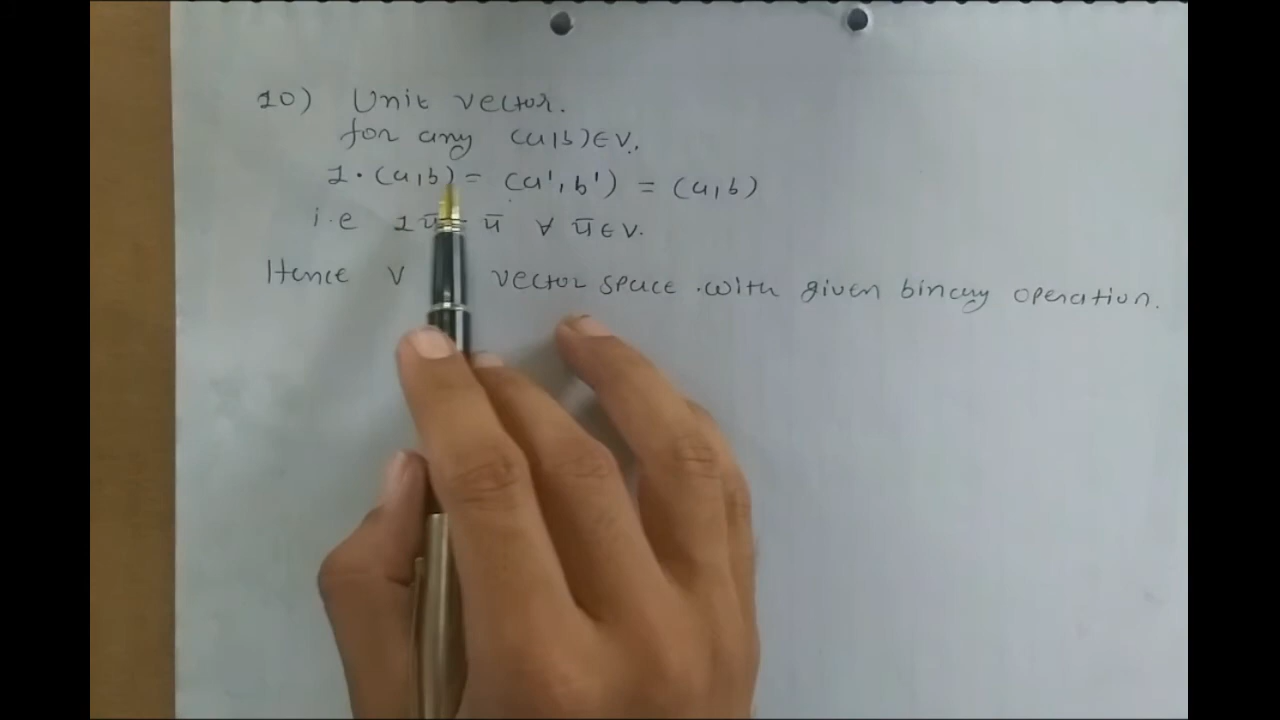 10) Unit vector.
for any (a,b)∈V.
1·(a,b) = (a', b') = (a,b)
i.e 1ū = ū ∀ ū∈V.
Hence V vector space with given binary operation.